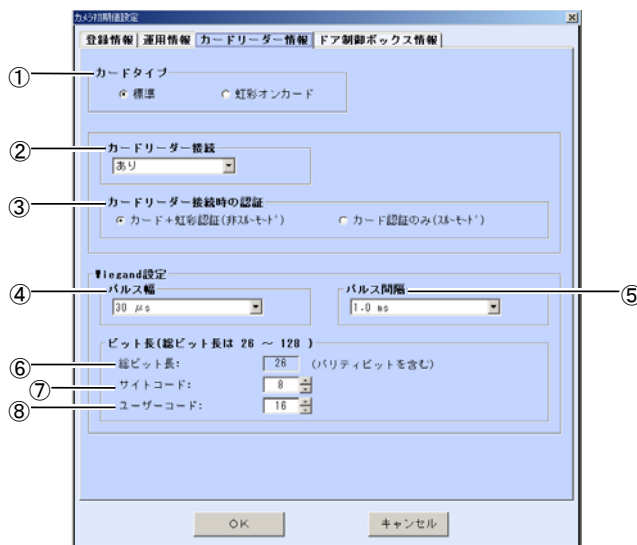 カメラ初期値設定
登録情報 運用情報 カードリーダー情報 ドア制御ボックス情報
① カードタイプ
標準 虹彩オンカード
② カードリーダー接続
あり
③ カードリーダー接続時の認証
カード+虹彩認証(非スルーモード) カード認証のみ(スルーモード)
Wiegand設定
④ パルス幅 パルス間隔 ⑤
30 μs 1.0 ms
ビット長(総ビット長は 26 ~ 128 )
⑥ 総ビット長: 26 (パリティビットを含む)
⑦ サイトコード: 8
⑧ ユーザーコード: 16
OK キャンセル